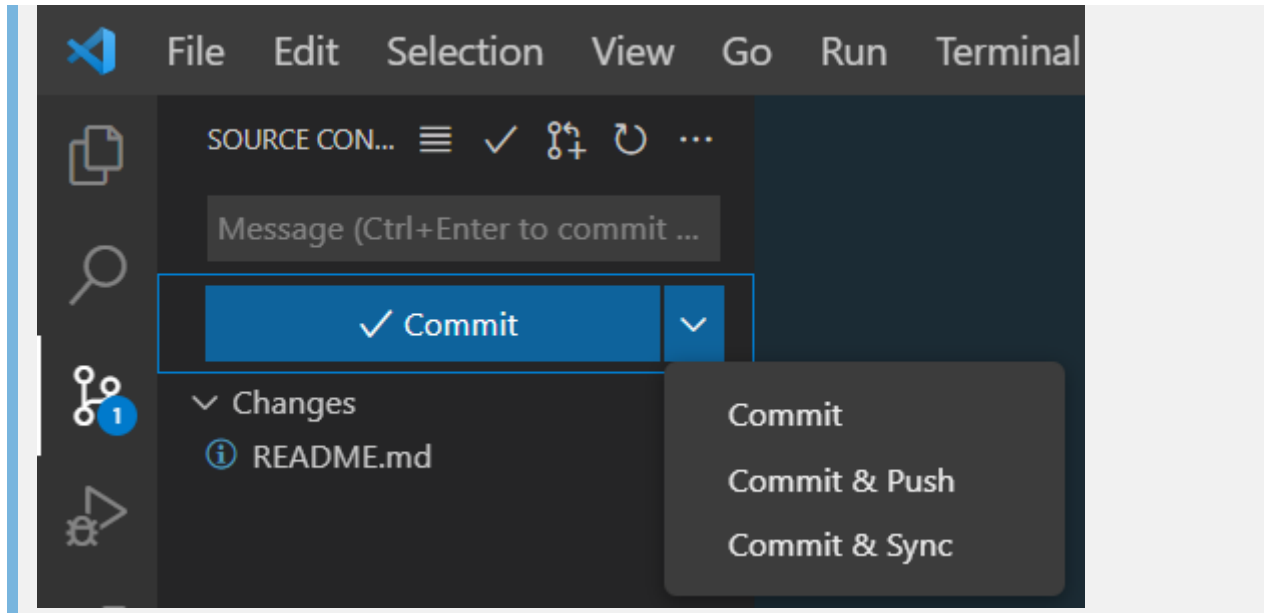 File Edit Selection View Go Run Terminal
SOURCE CON...
Message (Ctrl+Enter to commit ...
Commit
Changes
1
README.md
Commit
Commit & Push
Commit & Sync